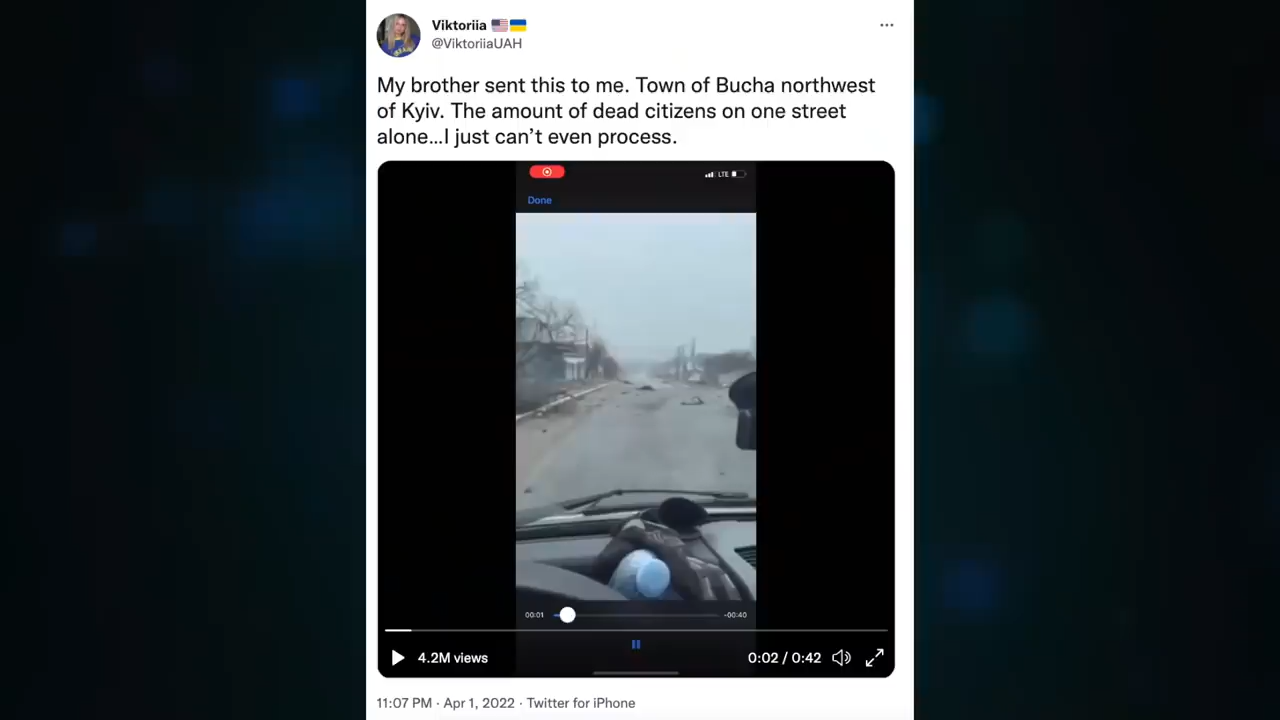 Viktoriia
@ViktoriiaUAH
My brother sent this to me. Town of Bucha northwest
of Kyiv. The amount of dead citizens on one street
alone...I just can't even process.
LTE
Done
00:01
-00:40
4.2M views
0:02 / 0:42
11:07 PM · Apr 1, 2022 · Twitter for iPhone